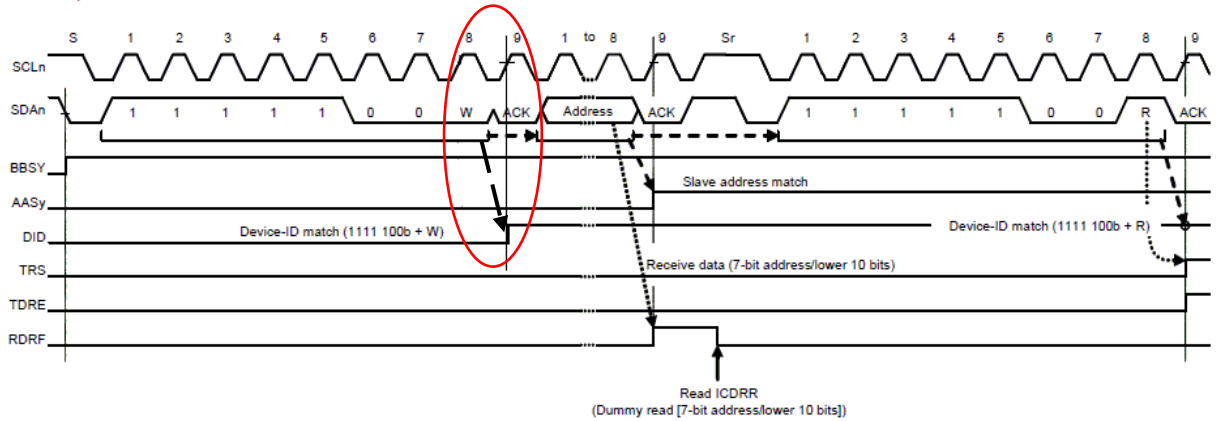 S 1 2 3 4 5 6 7 8 9 1 to 8 9 Sr 1 2 3 4 5 6 7 8 9
SCLn
SDAn 1 1 1 1 1 0 0 W ACK Address ACK 1 1 1 1 1 0 0 R ACK
BBSY
AASy Slave address match
DID Device-ID match (1111 100b + W) Device-ID match (1111 100b + R)
TRS Receive data (7-bit address/lower 10 bits)
TDRE
RDRF
Read ICDRR
(Dummy read [7-bit address/lower 10 bits])